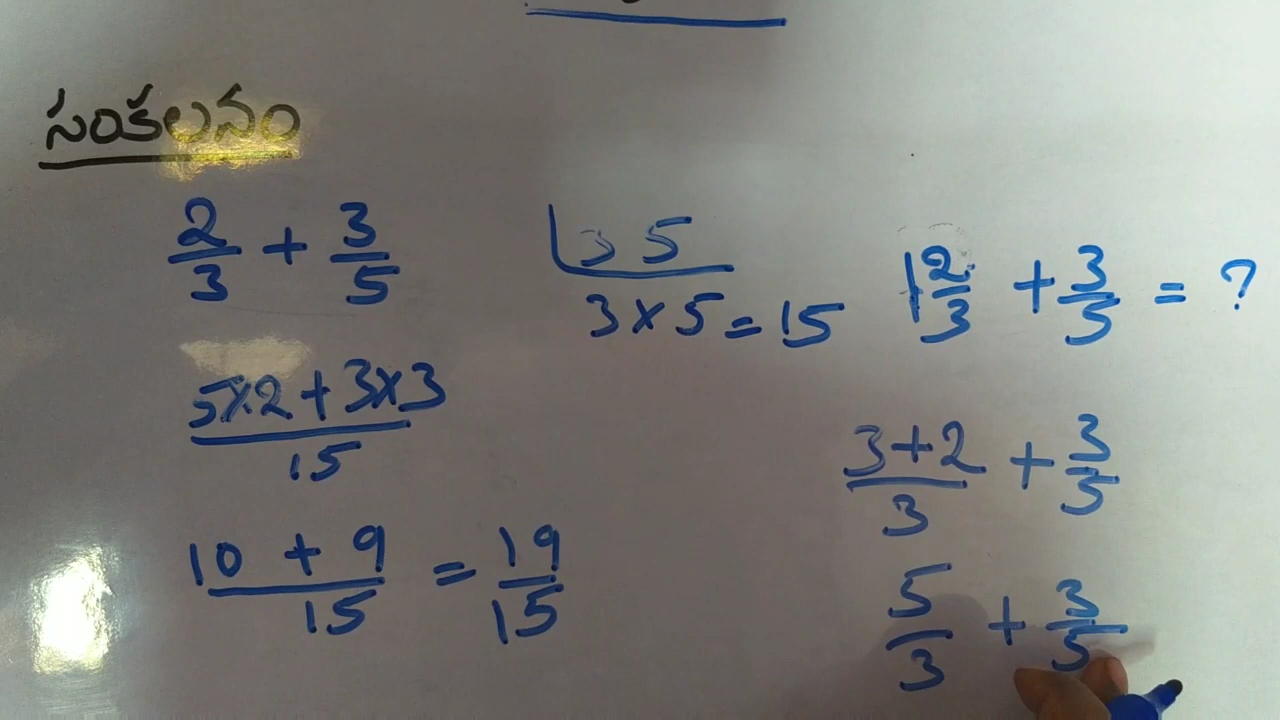 సంకలనం
2/3 + 3/5
5×2+3×3/15
10 + 9/15 = 19/15
3 5
3×5=15
1 2/3 + 3/5 = ?
3+2/3 + 3/5
5/3 + 3/5